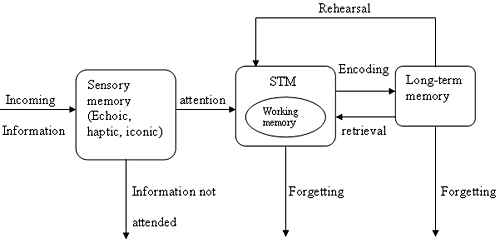 Rehearsal
Incoming
Information
Sensory
memory
(Echoic,
haptic, iconic)
attention
STM
Working
memory
Encoding
retrieval
Long-term
memory
Information not
attended
Forgetting
Forgetting